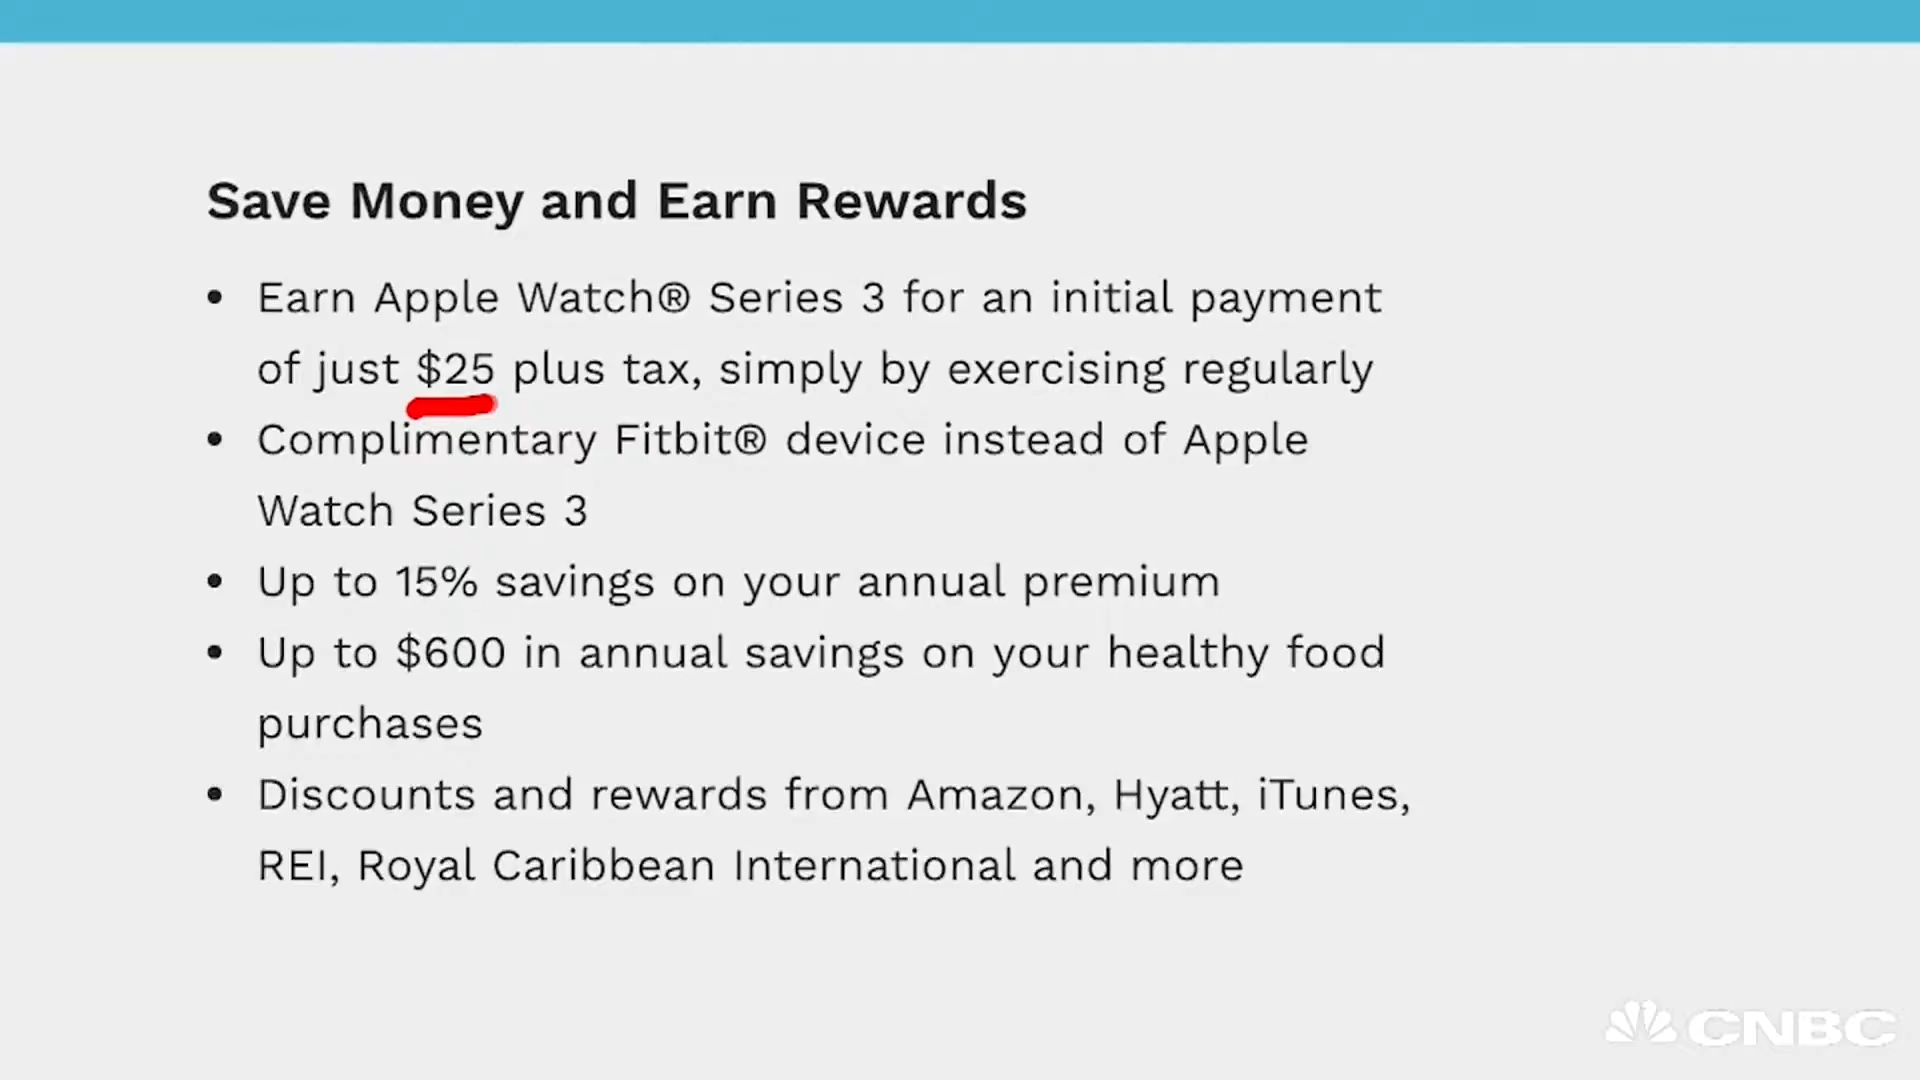 Save Money and Earn Rewards
• Earn Apple Watch® Series 3 for an initial payment
of just $25 plus tax, simply by exercising regularly
• Complimentary Fitbit® device instead of Apple
Watch Series 3
• Up to 15% savings on your annual premium
• Up to $600 in annual savings on your healthy food
purchases
• Discounts and rewards from Amazon, Hyatt, iTunes,
REI, Royal Caribbean International and more
CNBC